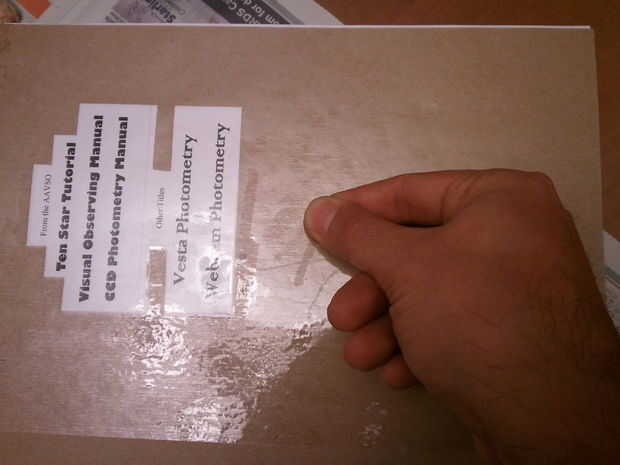 From the AAVSO
Ten Star Tutorial
Visual Observing Manual
CCD Photometry Manual
Other Titles
Vesta Photometry
Webcam Photometry